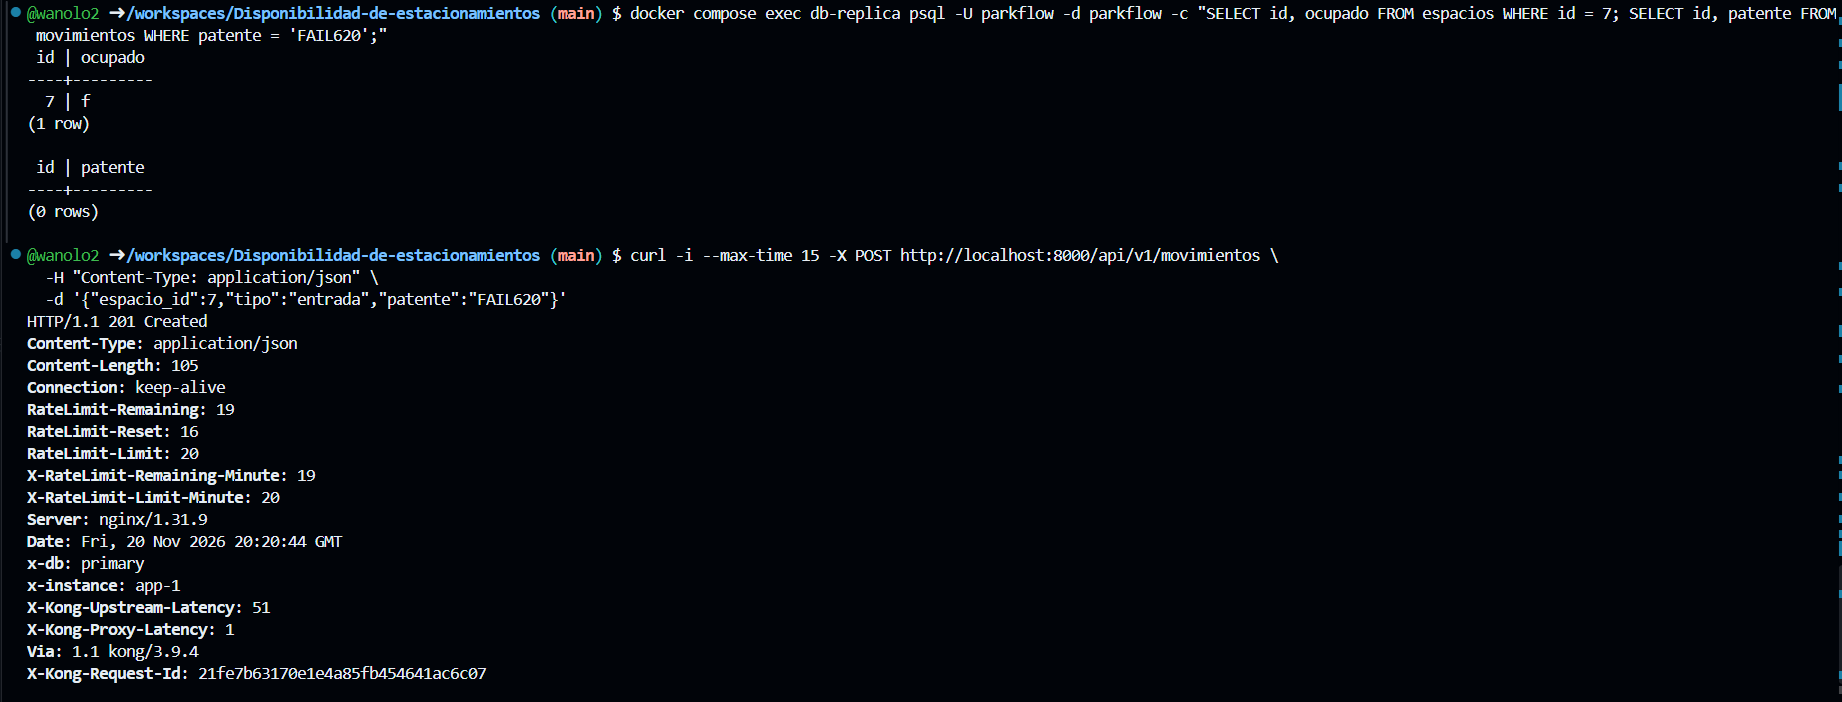 @wanolo2 ➜/workspaces/Disponibilidad-de-estacionamientos (main) $ docker compose exec db-replica psql -U parkflow -d parkflow -c "SELECT id, ocupado FROM espacios WHERE id = 7; SELECT id, patente FROM
movimientos WHERE patente = 'FAIL620';"
 id | ocupado
----+---------
  7 | f
(1 row)

 id | patente
----+---------
(0 rows)

@wanolo2 ➜/workspaces/Disponibilidad-de-estacionamientos (main) $ curl -i --max-time 15 -X POST http://localhost:8000/api/v1/movimientos \
  -H "Content-Type: application/json" \
  -d '{"espacio_id":7,"tipo":"entrada","patente":"FAIL620"}'
HTTP/1.1 201 Created
Content-Type: application/json
Content-Length: 105
Connection: keep-alive
RateLimit-Remaining: 19
RateLimit-Reset: 16
RateLimit-Limit: 20
X-RateLimit-Remaining-Minute: 19
X-RateLimit-Limit-Minute: 20
Server: nginx/1.31.9
Date: Fri, 20 Nov 2026 20:20:44 GMT
x-db: primary
x-instance: app-1
X-Kong-Upstream-Latency: 51
X-Kong-Proxy-Latency: 1
Via: 1.1 kong/3.9.4
X-Kong-Request-Id: 21fe7b63170e1e4a85fb454641ac6c07